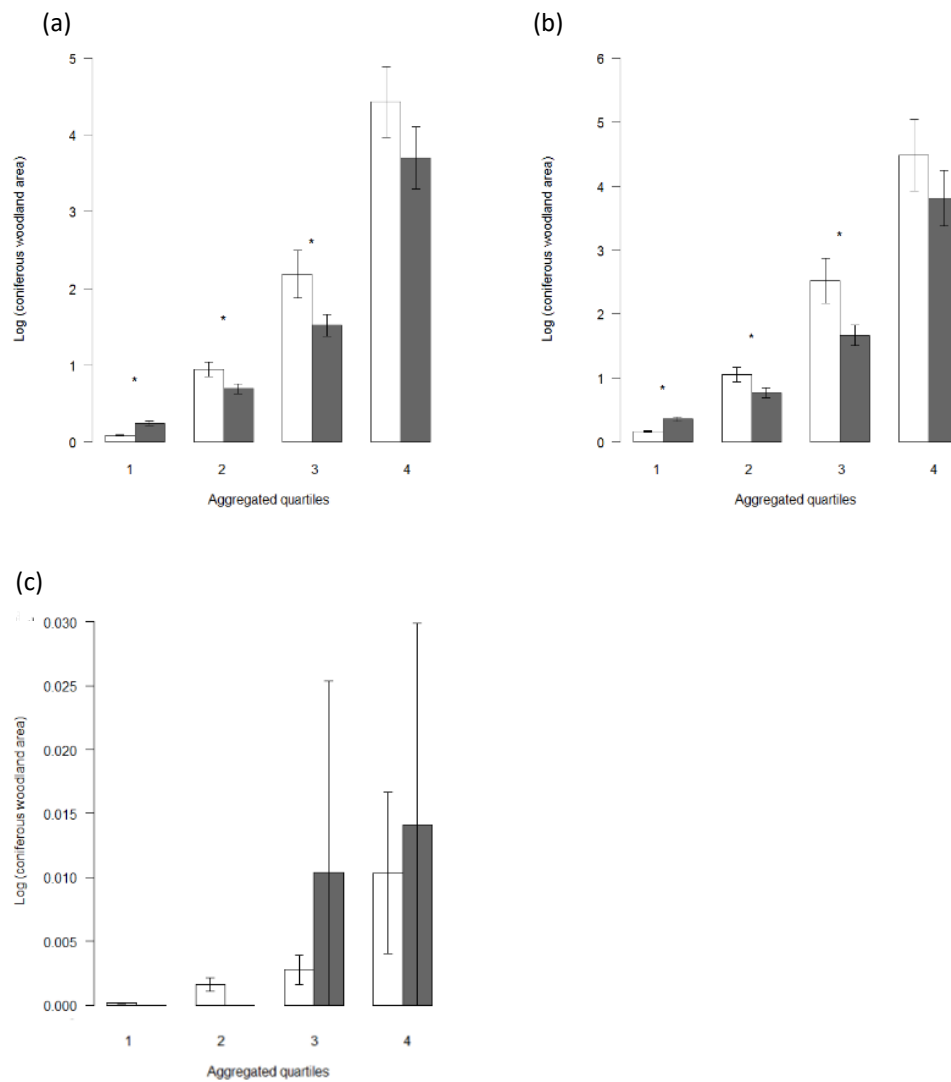 (a)
5
4
3
2
1
0
Log (coniferous woodland area)
*
*
*
1 2 3 4
Aggregated quartiles
(b)
6
5
4
3
2
1
0
Log (coniferous woodland area)
*
*
*
1 2 3 4
Aggregated quartiles
(c)
0.030
0.025
0.020
0.015
0.010
0.005
0.000
Log (coniferous woodland area)
1 2 3 4
Aggregated quartiles